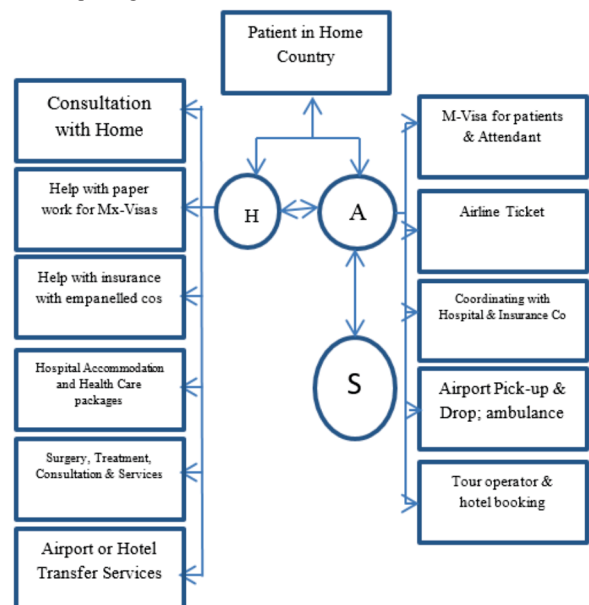 Patient in Home
Country
Consultation
with Home
Help with paper
work for Mx-Visas
Help with insurance
with empanelled cos
Hospital Accommodation
and Health Care
packages
Surgery, Treatment,
Consultation & Services
Airport or Hotel
Transfer Services
H
A
S
M-Visa for patients
& Attendant
Airline Ticket
Coordinating with
Hospital & Insurance Co
Airport Pick-up &
Drop; ambulance
Tour operator &
hotel booking